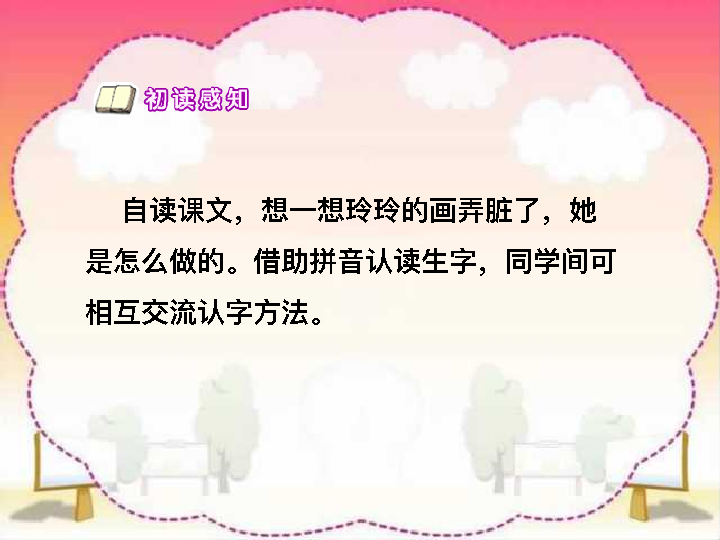 初读感知
自读课文，想一想玲玲的画弄脏了，她
是怎么做的。借助拼音认读生字，同学间可
相互交流认字方法。